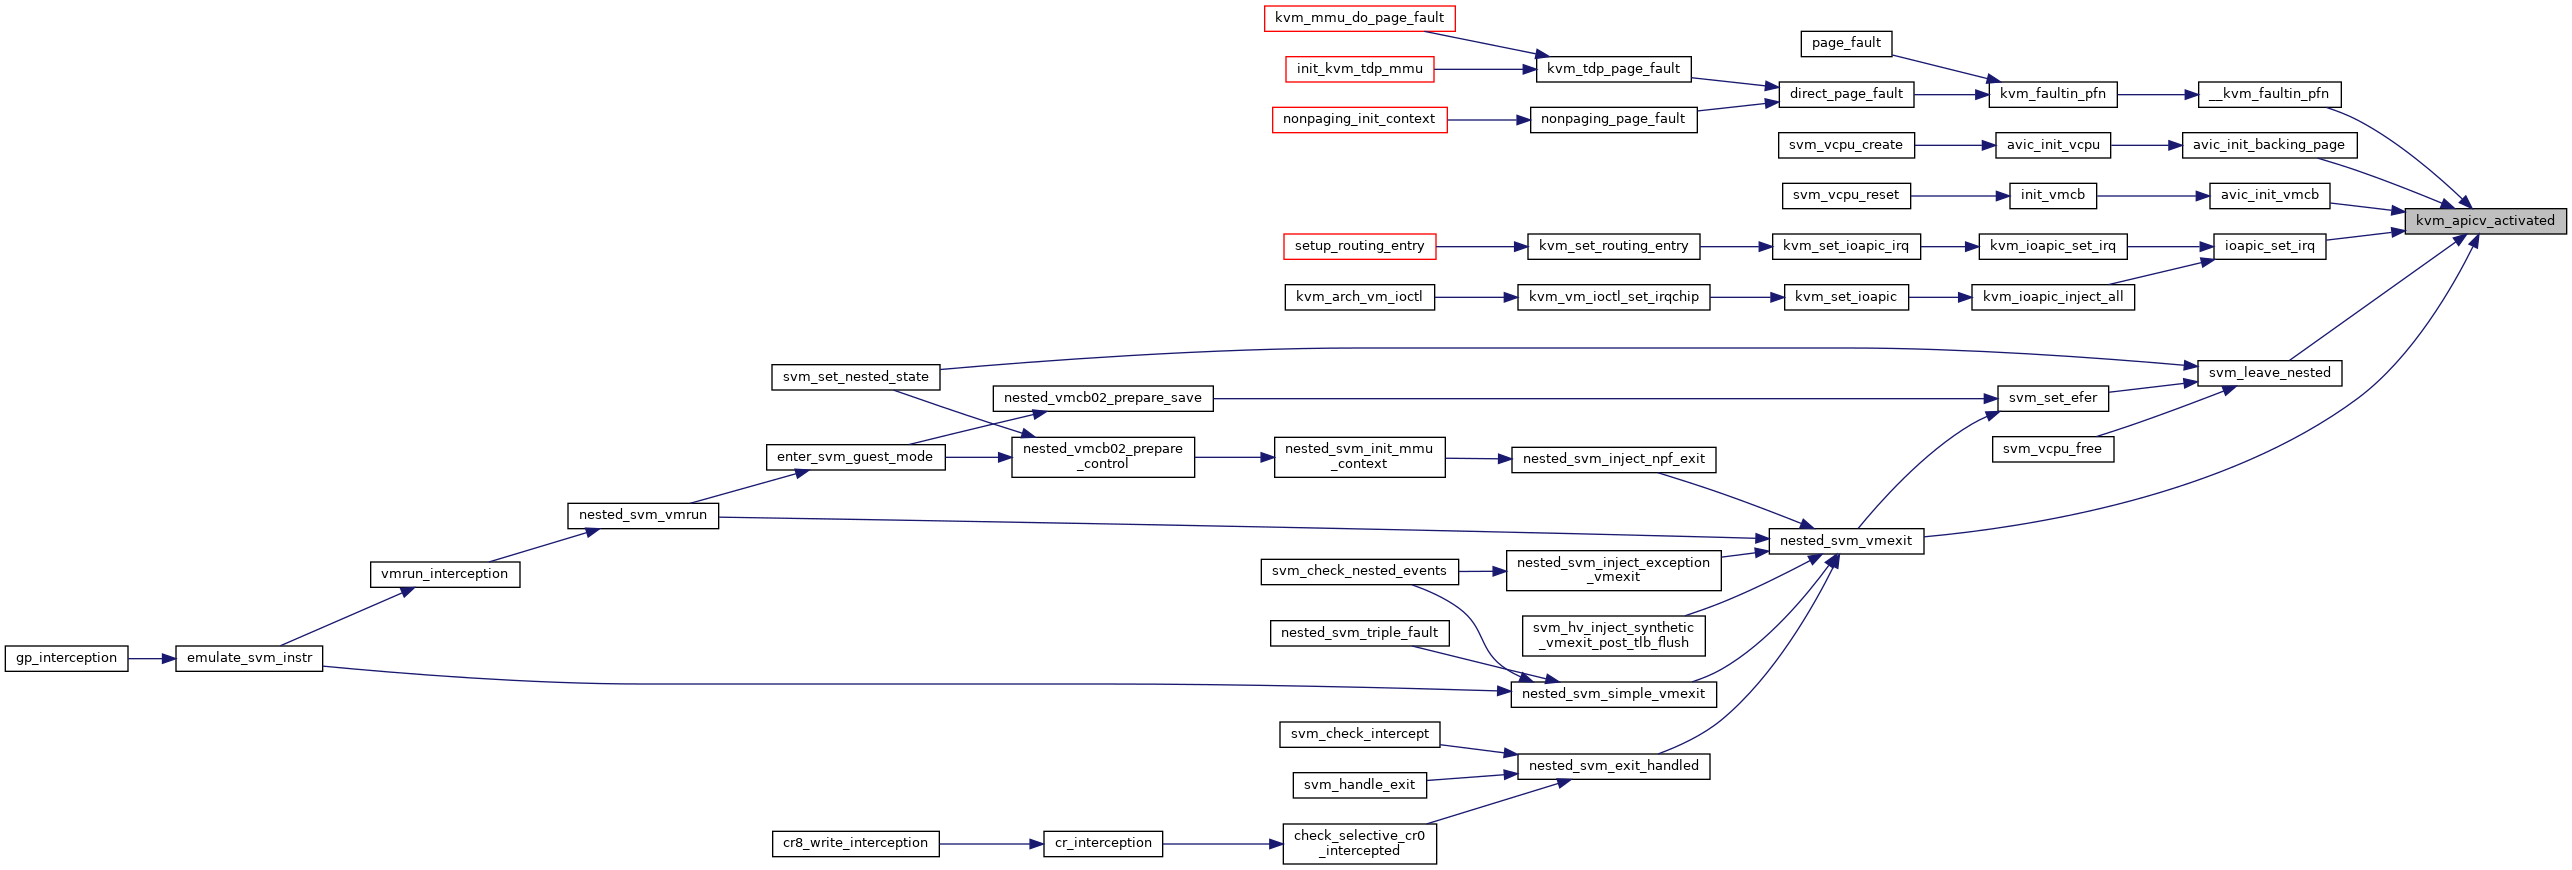 kvm_mmu_do_page_fault
page_fault
init_kvm_tdp_mmu
kvm_tdp_page_fault
direct_page_fault
kvm_faultin_pfn
__kvm_faultin_pfn
nonpaging_init_context
nonpaging_page_fault
svm_vcpu_create
avic_init_vcpu
avic_init_backing_page
svm_vcpu_reset
init_vmcb
avic_init_vmcb
kvm_apicv_activated
setup_routing_entry
kvm_set_routing_entry
kvm_set_ioapic_irq
kvm_ioapic_set_irq
ioapic_set_irq
kvm_arch_vm_ioctl
kvm_vm_ioctl_set_irqchip
kvm_set_ioapic
kvm_ioapic_inject_all
svm_set_nested_state
svm_leave_nested
nested_vmcb02_prepare_save
svm_set_efer
enter_svm_guest_mode
nested_vmcb02_prepare
_control
nested_svm_init_mmu
_context
nested_svm_inject_npf_exit
svm_vcpu_free
nested_svm_vmrun
nested_svm_vmexit
vmrun_interception
svm_check_nested_events
nested_svm_inject_exception
_vmexit
nested_svm_triple_fault
svm_hv_inject_synthetic
_vmexit_post_tlb_flush
gp_interception
emulate_svm_instr
nested_svm_simple_vmexit
svm_check_intercept
nested_svm_exit_handled
svm_handle_exit
cr8_write_interception
cr_interception
check_selective_cr0
_intercepted